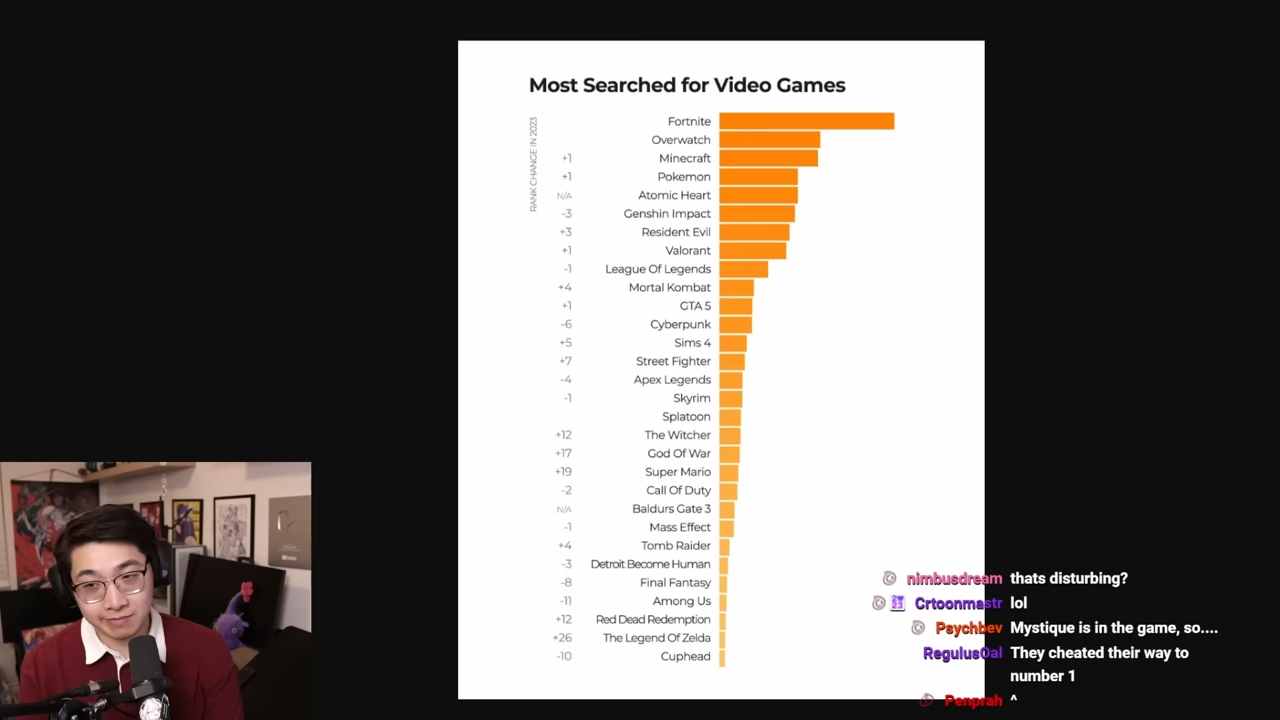 Most Searched for Video Games
RANK CHANGE IN 2023
Fortnite
Overwatch
+1 Minecraft
+1 Pokemon
N/A Atomic Heart
-3 Genshin Impact
+3 Resident Evil
+1 Valorant
-1 League Of Legends
+4 Mortal Kombat
+1 GTA 5
-6 Cyberpunk
+5 Sims 4
+7 Street Fighter
-4 Apex Legends
-1 Skyrim
Splatoon
+12 The Witcher
+17 God Of War
+19 Super Mario
-2 Call Of Duty
N/A Baldurs Gate 3
-1 Mass Effect
+4 Tomb Raider
-3 Detroit Become Human
-8 Final Fantasy
-11 Among Us
+12 Red Dead Redemption
+26 The Legend Of Zelda
-10 Cuphead
nimbusdream thats disturbing?
Crtoonmastr lol
Psychbev Mystique is in the game, so....
RegulusOal They cheated their way to
number 1
Penprah ^